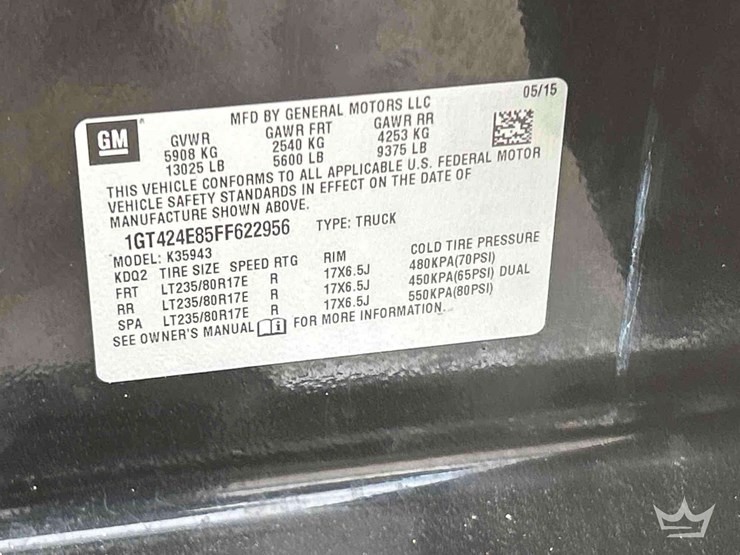 05/15
MFD BY GENERAL MOTORS LLC
GM
GVWR GAWR FRT GAWR RR
5908 KG 2540 KG 4253 KG
13025 LB 5600 LB 9375 LB
THIS VEHICLE CONFORMS TO ALL APPLICABLE U.S. FEDERAL MOTOR
VEHICLE SAFETY STANDARDS IN EFFECT ON THE DATE OF
MANUFACTURE SHOWN ABOVE.
1GT424E85FF622956 TYPE: TRUCK
MODEL: K35943
KDQ2 TIRE SIZE SPEED RTG RIM COLD TIRE PRESSURE
FRT LT235/80R17E R 17X6.5J 480KPA(70PSI)
RR LT235/80R17E R 17X6.5J 450KPA(65PSI) DUAL
SPA LT235/80R17E R 17X6.5J 550KPA(80PSI)
SEE OWNER'S MANUAL i FOR MORE INFORMATION.